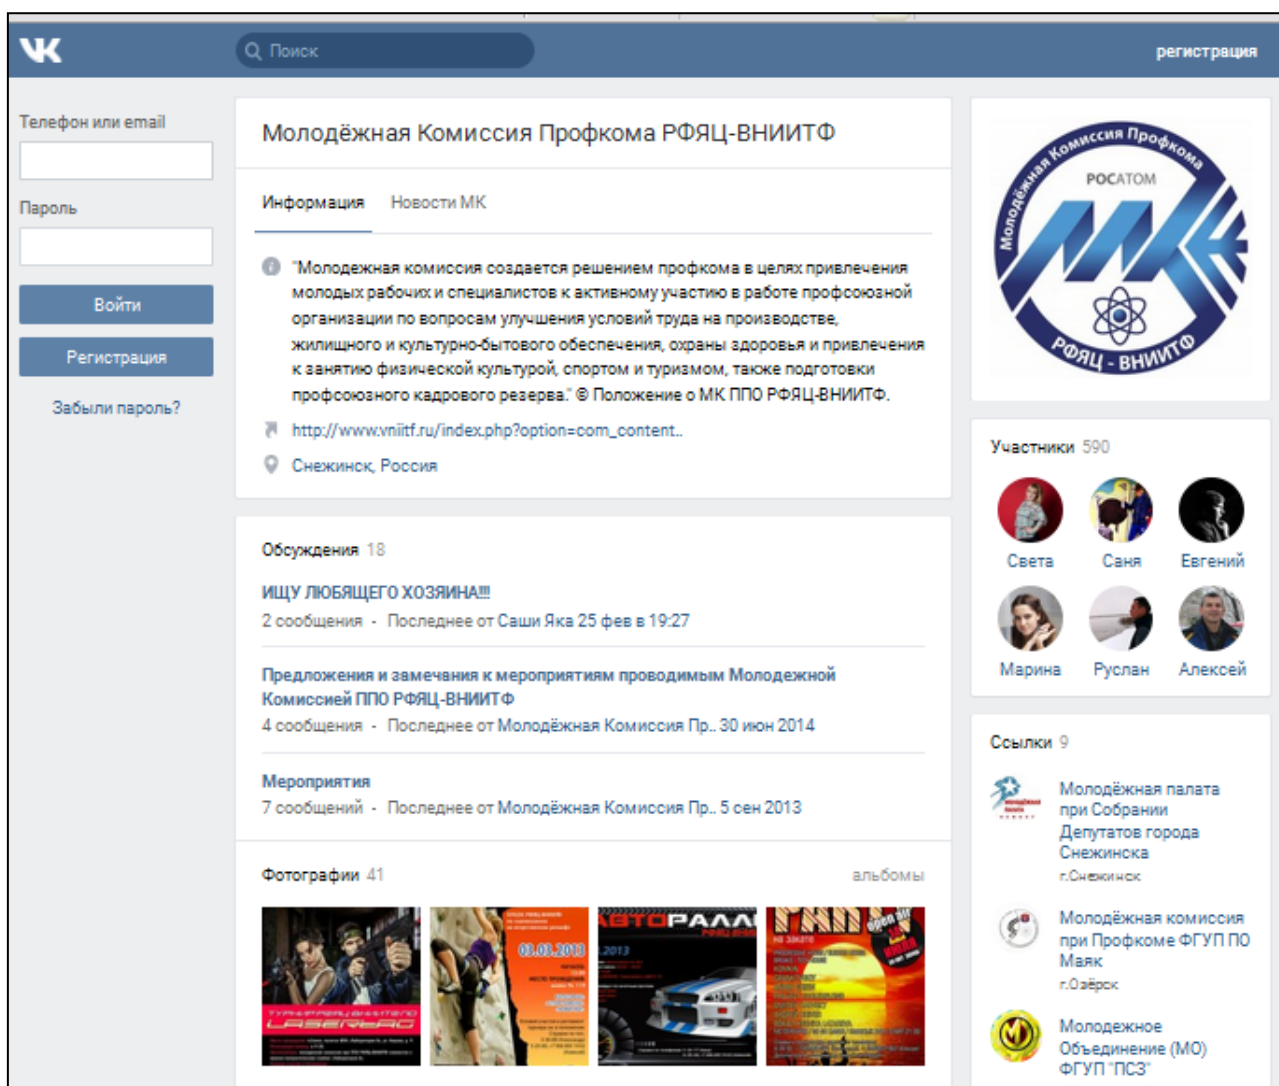 VK
Поиск
регистрация
Телефон или email
Пароль
Войти
Регистрация
Забыли пароль?
Молодёжная Комиссия Профкома РФЯЦ-ВНИИТФ
Информация Новости МК
"Молодежная комиссия создается решением профкома в целях привлечения
молодых рабочих и специалистов к активному участию в работе профсоюзной
организации по вопросам улучшения условий труда на производстве,
жилищного и культурно-бытового обеспечения, охраны здоровья и привлечения
к занятию физической культурой, спортом и туризмом, также подготовки
профсоюзного кадрового резерва." © Положение о МК ППО РФЯЦ-ВНИИТФ.
http://www.vniitf.ru/index.php?option=com_content..
Снежинск, Россия
Обсуждения 18
ИЩУ ЛЮБЯЩЕГО ХОЗЯИНА!!!
2 сообщения - Последнее от Саши Яка 25 фев в 19:27
Предложения и замечания к мероприятиям проводимым Молодежной
Комиссией ППО РФЯЦ-ВНИИТФ
4 сообщения - Последнее от Молодёжная Комиссия Пр.. 30 июн 2014
Мероприятия
7 сообщений - Последнее от Молодёжная Комиссия Пр.. 5 сен 2013
Фотографии 41 альбомы
LASERTAG
03.03.2013
АВТОРАЛЛИ
2013
open air
на закате
Молодёжная Комиссия Профкома
РОСАТОМ
МК
РФЯЦ - ВНИИТФ
Участники 590
Света Саня Евгений
Марина Руслан Алексей
Ссылки 9
Молодёжная палата
при Собрании
Депутатов города
Снежинска
г.Снежинск
Молодёжная комиссия
при Профкоме ФГУП ПО
Маяк
г.Озёрск
Молодежное
Объединение (МО)
ФГУП "ПСЗ"